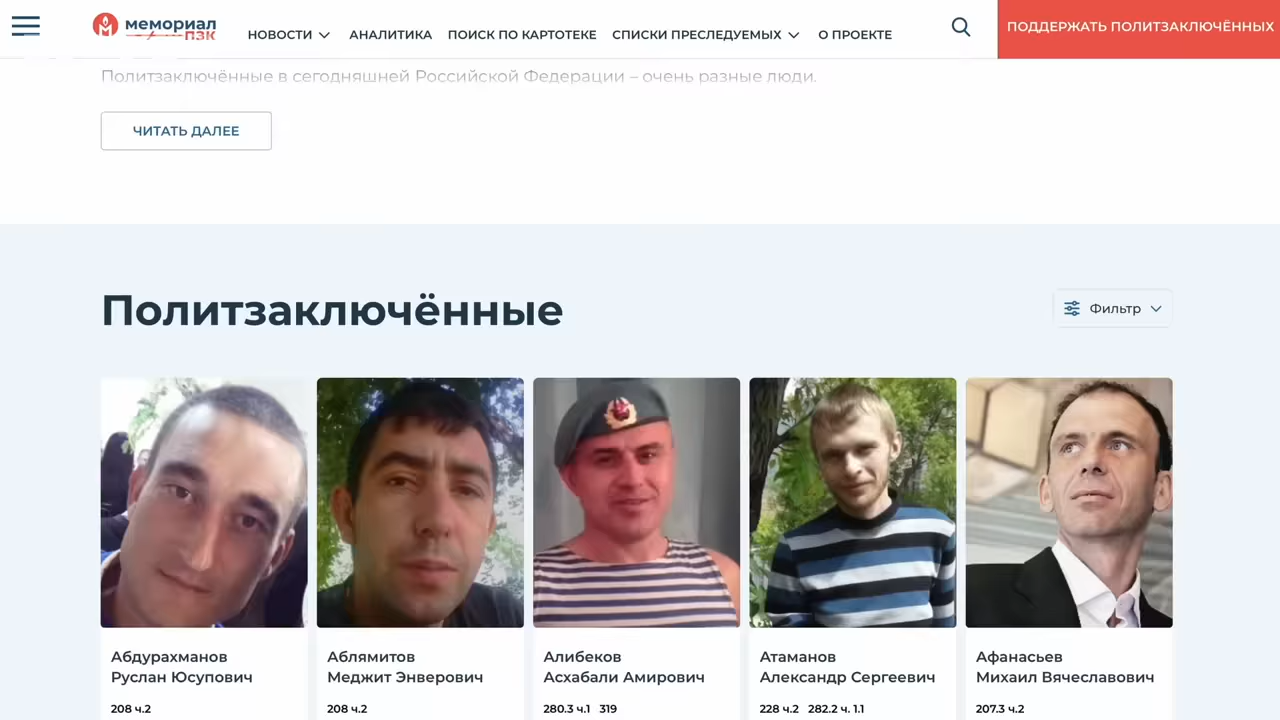 мемориал
пзк
НОВОСТИ
АНАЛИТИКА
ПОИСК ПО КАРТОТЕКЕ
СПИСКИ ПРЕСЛЕДУЕМЫХ
О ПРОЕКТЕ
ПОДДЕРЖАТЬ ПОЛИТЗАКЛЮЧЁННЫХ
Политзаключённые в сегодняшней Российской Федерации – очень разные люди.
ЧИТАТЬ ДАЛЕЕ
Политзаключённые
Фильтр
Абдурахманов
Руслан Юсупович
208 ч.2
Аблямитов
Меджит Энверович
208 ч.2
Алибеков
Асхабали Амирович
280.3 ч.1 319
Атаманов
Александр Сергеевич
228 ч.2 282.2 ч. 1.1
Афанасьев
Михаил Вячеславович
207.3 ч.2